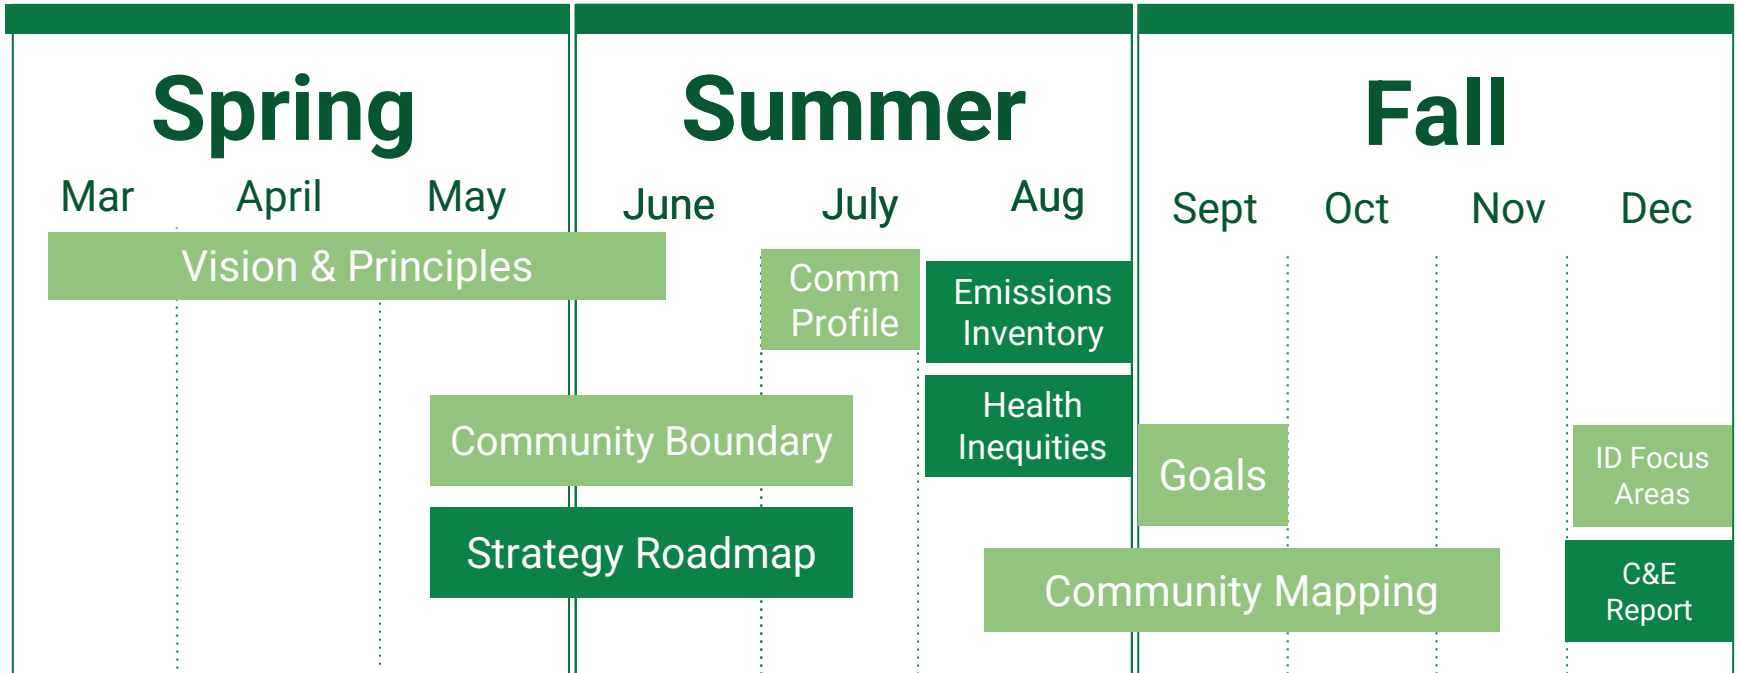 Spring
Summer
Fall
Mar
April
May
June
July
Aug
Sept
Oct
Nov
Dec
Vision & Principles
Comm
Profile
Emissions
Inventory
Health
Inequities
Community Boundary
Goals
ID Focus
Areas
Strategy Roadmap
Community Mapping
C&E
Report